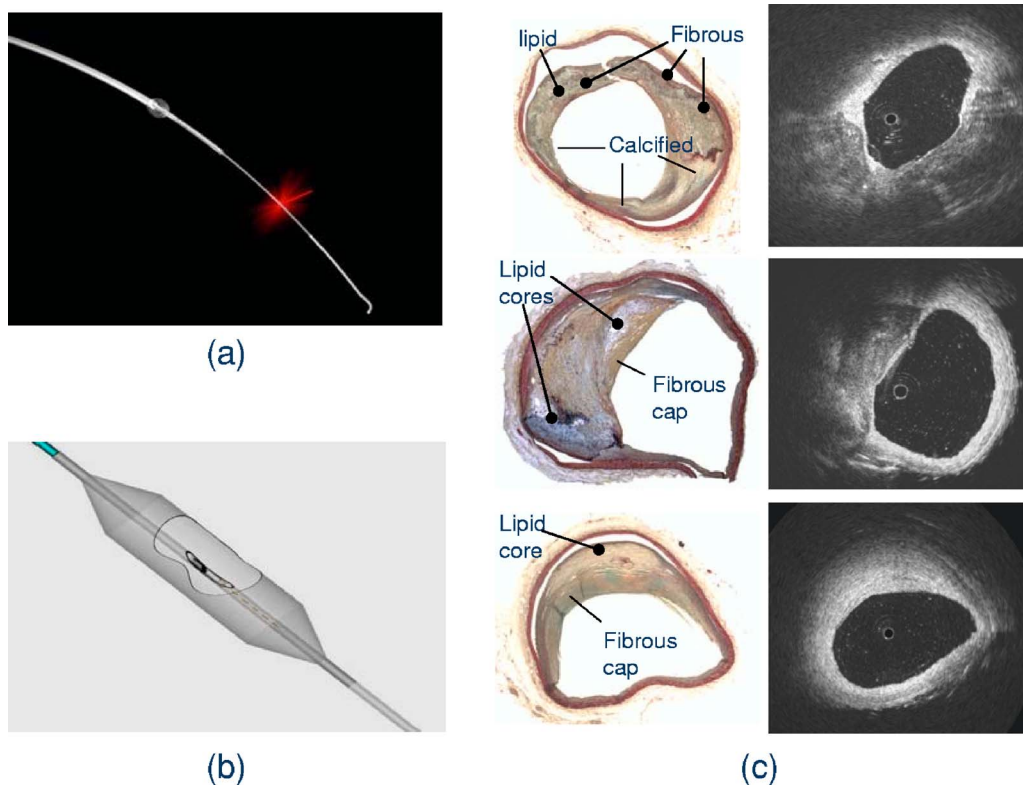 (a)
(b)
lipid
Fibrous
Calcified
Lipid
cores
Fibrous
cap
Lipid
core
Fibrous
cap
(c)